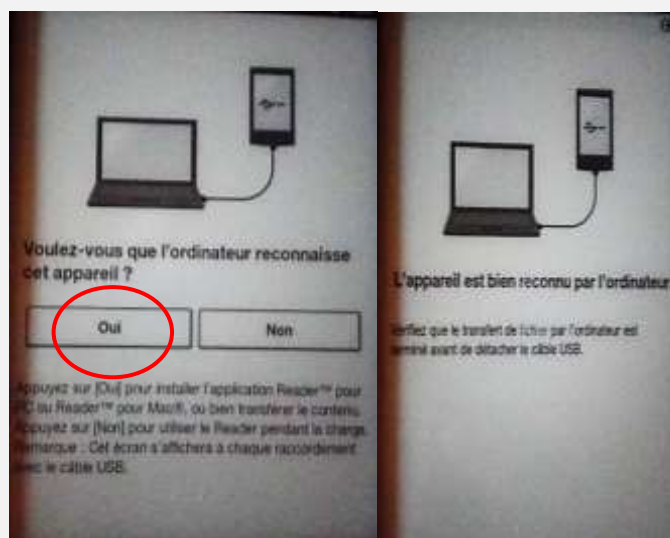 Voulez-vous que l'ordinateur reconnaisse
cet appareil ?
Oui
Non
Appuyez sur [Oui] pour installer l'application Reader™ pour
PC ou Reader™ pour Mac®, ou bien transférer le contenu.
Appuyez sur [Non] pour utiliser le Reader pendant la charge.
Remarque : Cet écran s'affichera à chaque raccordement
avec le câble USB.
L'appareil est bien reconnu par l'ordinateur
Vérifiez que le transfert de fichier par l'ordinateur est
terminé avant de détacher le câble USB.